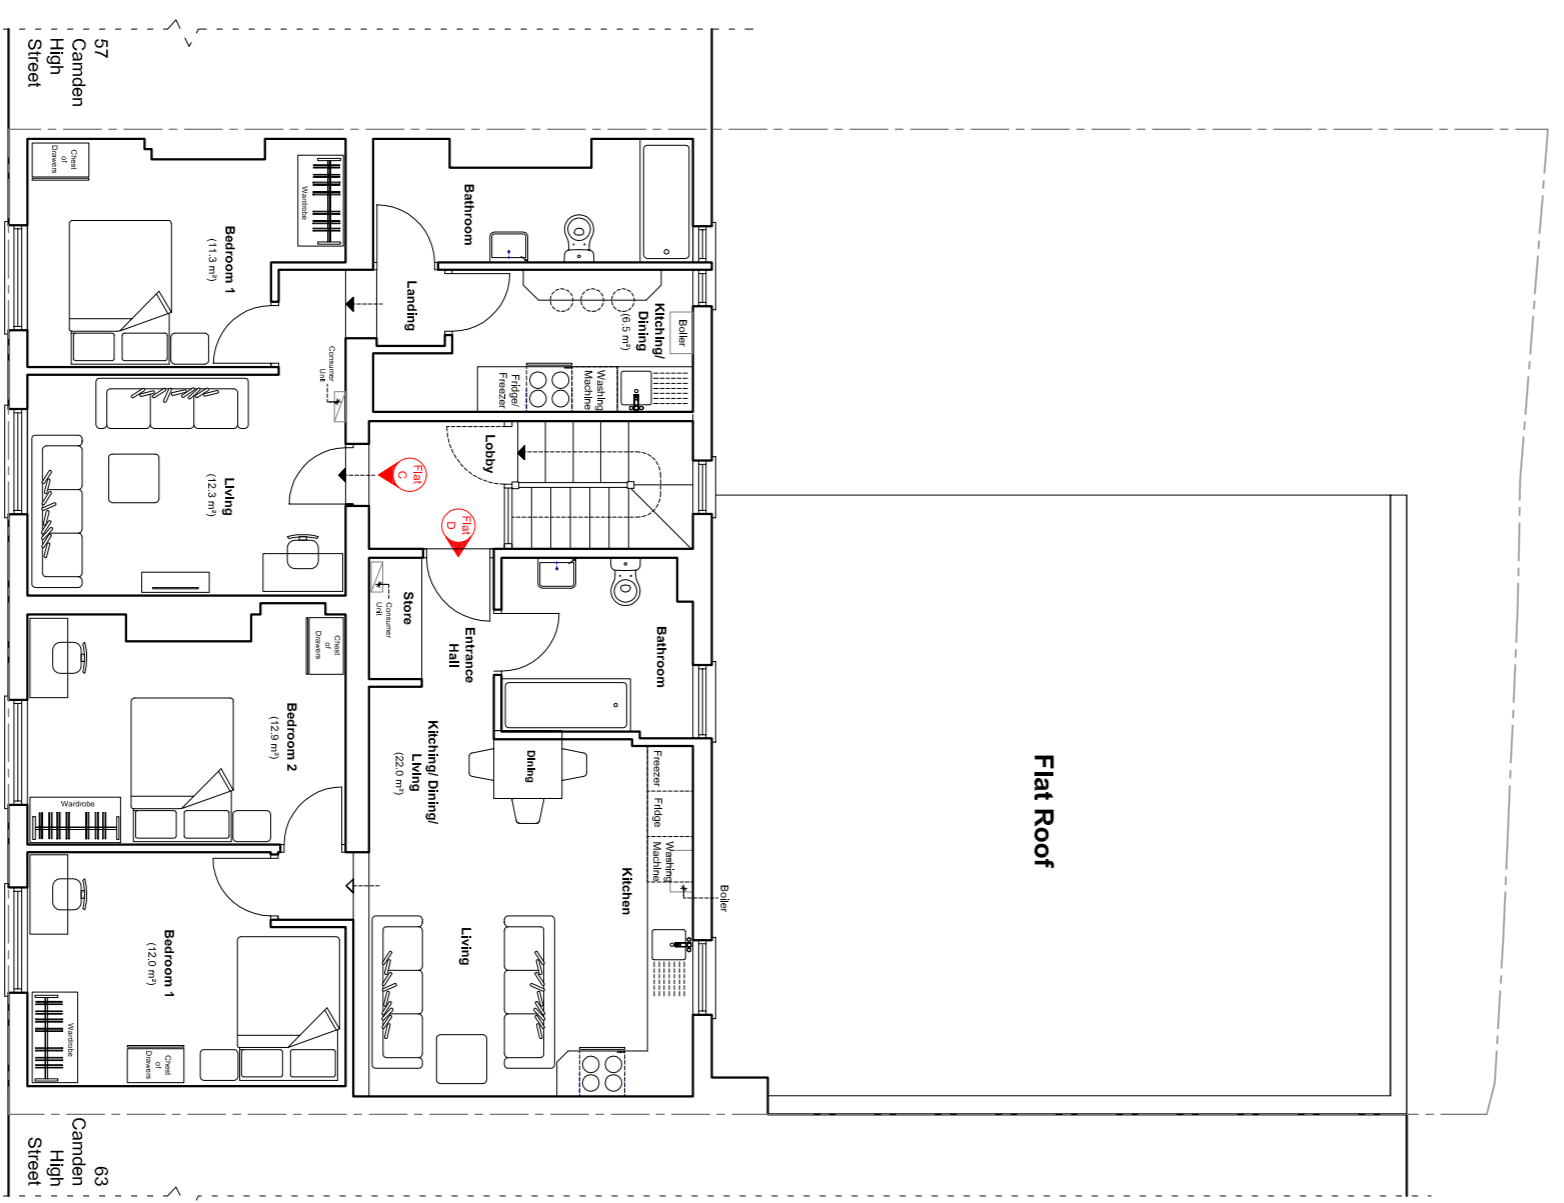 Flat Roof
Boiler
Boiler
Kitching/
Dining
(6.5 m²)
Washing
Machine
Fridge/
Freezer
Bathroom
Landing
Lobby
Flat
C
Flat
D
Bathroom
Entrance
Hall
Store
Consumer
Unit
Freezer
Fridge
Washing
Machine
Kitchen
Dining
Kitching/ Dining/
Living
(22.0 m²)
Living
Wardrobe
Bedroom 1
(11.3 m²)
Chest
of
Drawers
Consumer
Unit
Living
(12.3 m²)
Chest
of
Drawers
Bedroom 2
(12.9 m²)
Wardrobe
Bedroom 1
(12.0 m²)
Chest
of
Drawers
Wardrobe
57
Camden
High
Street
63
Camden
High
Street